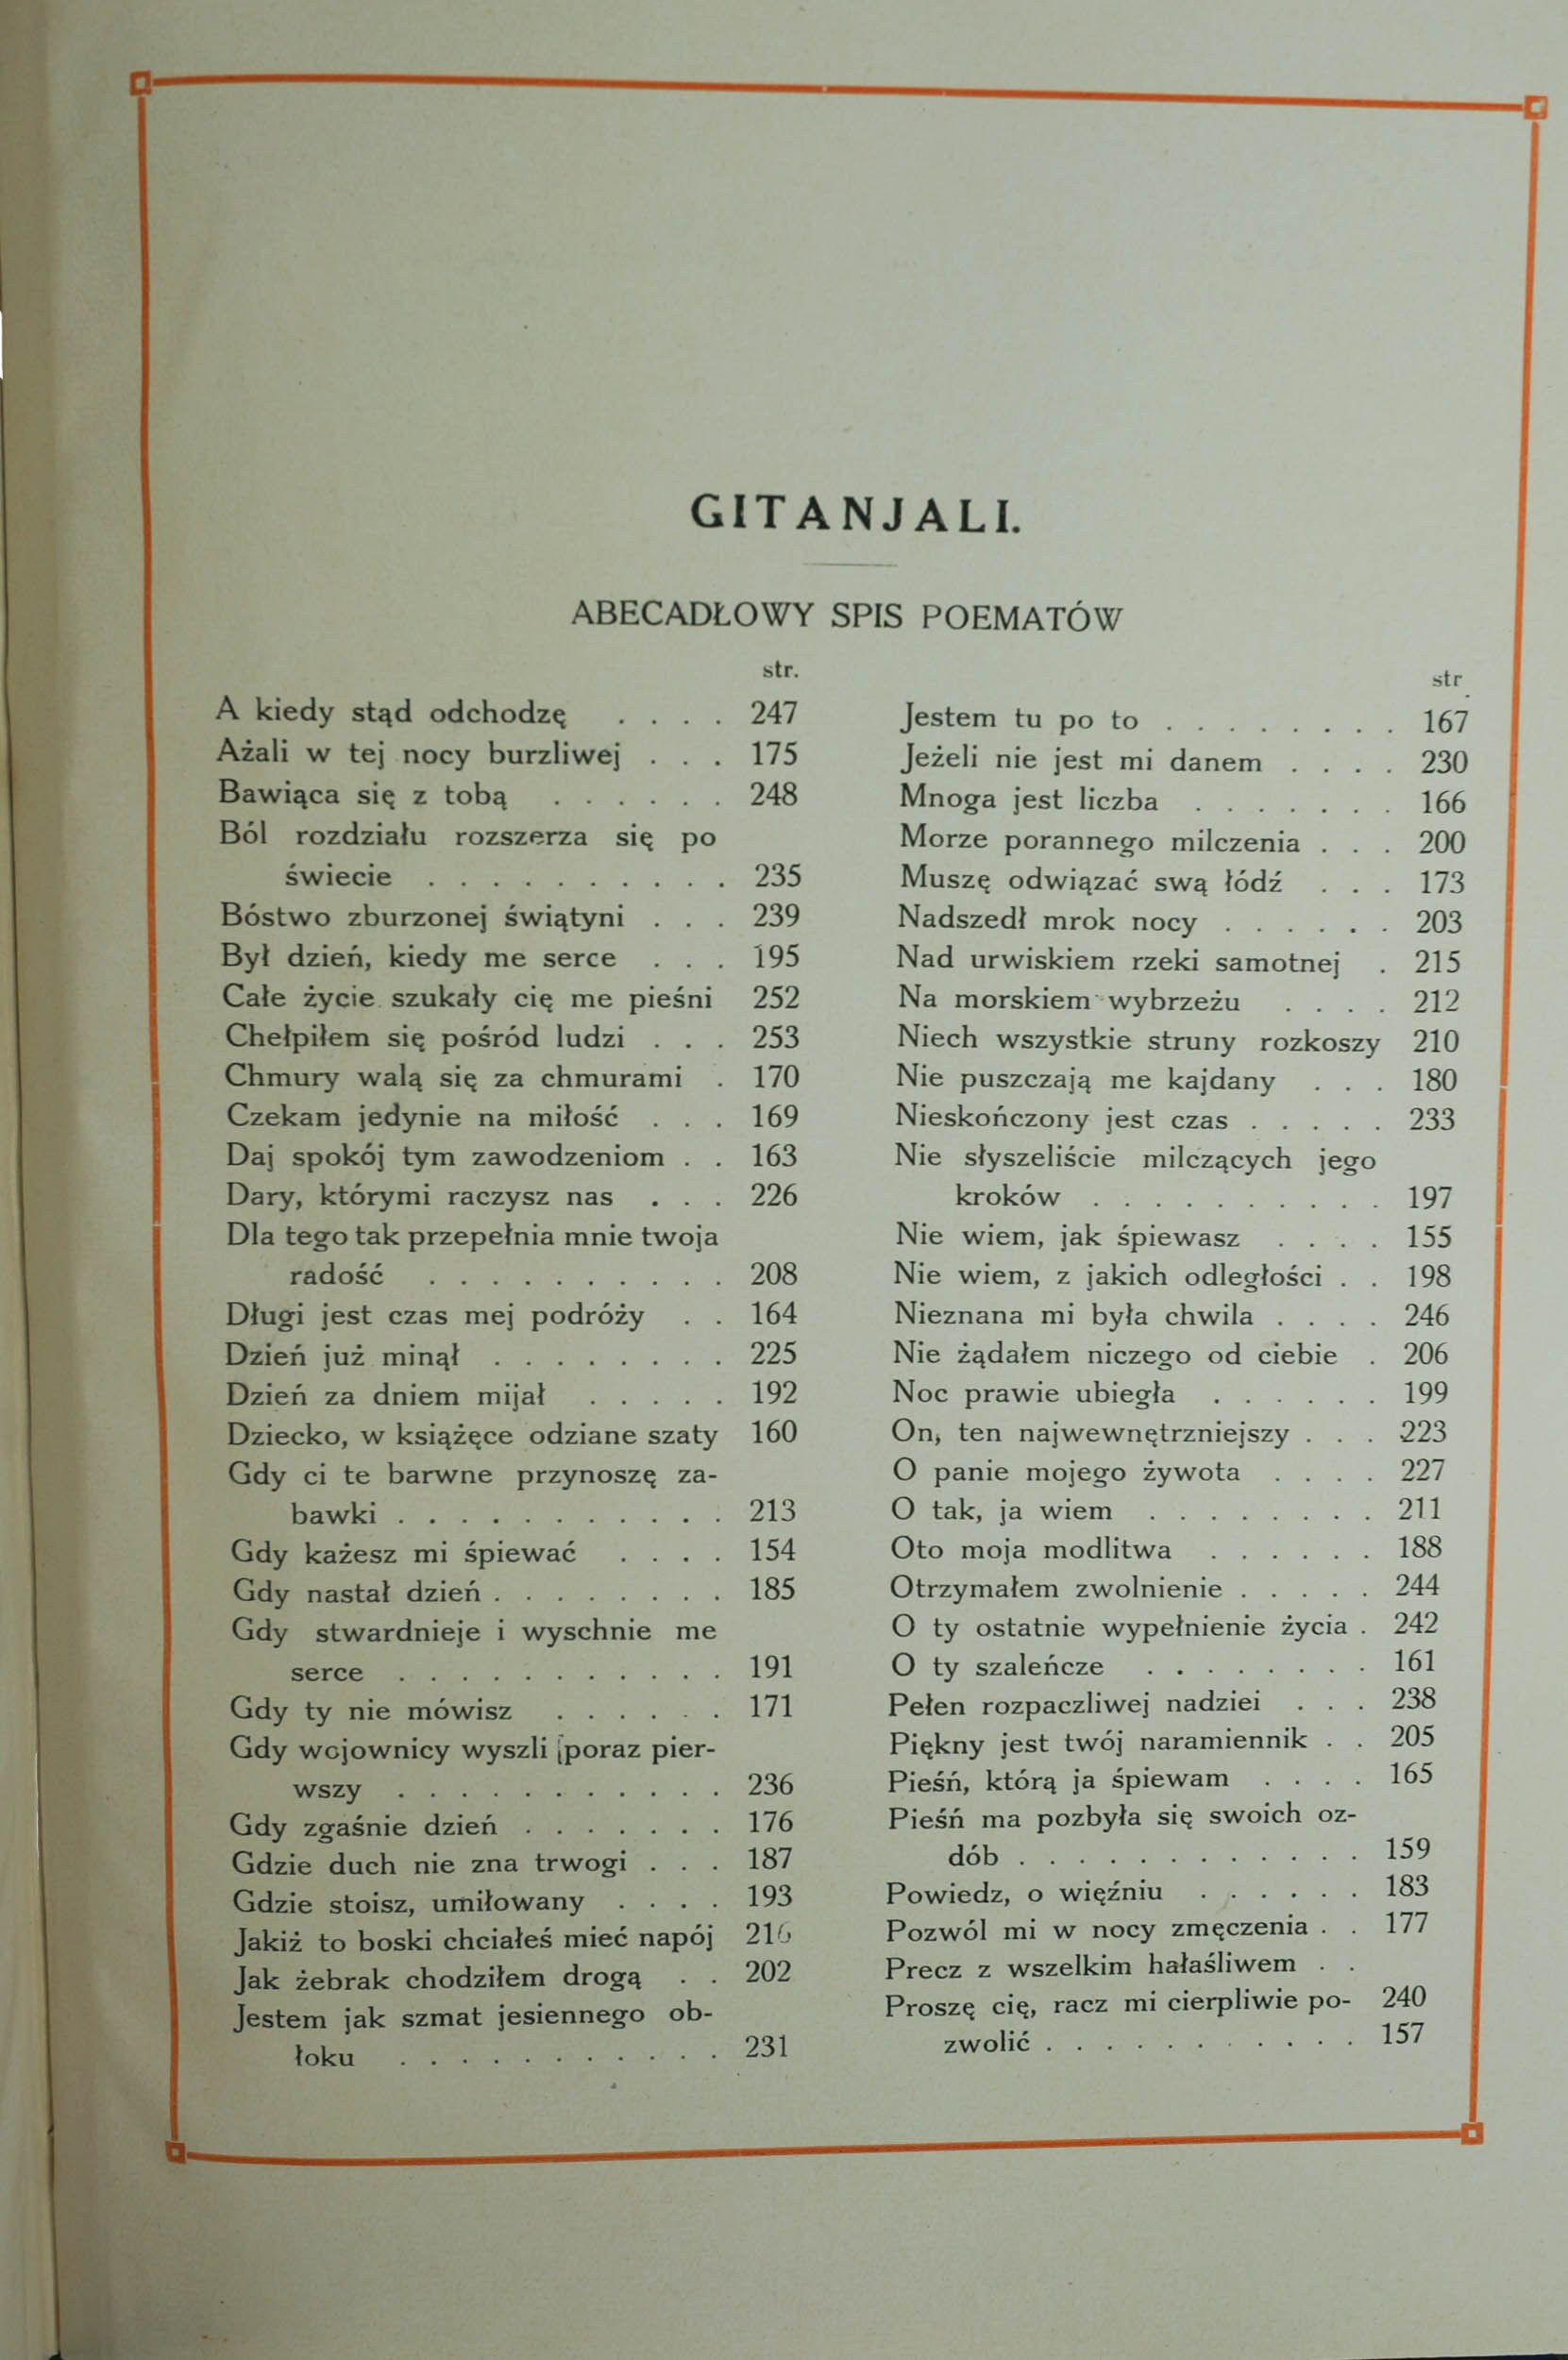 GITANJALI.
ABECADŁOWY SPIS POEMATÓW
str.
A kiedy stąd odchodzę . . . . 247
Ażali w tej nocy burzliwej . . . 175
Bawiąca się z tobą . . . . . . 248
Ból rozdziału rozszerza się po
świecie . . . . . . . . . . 235
Bóstwo zburzonej świątyni . . . 239
Był dzień, kiedy me serce . . . 195
Całe życie szukały cię me pieśni 252
Chełpiłem się pośród ludzi . . . 253
Chmury walą się za chmurami . 170
Czekam jedynie na miłość . . . 169
Daj spokój tym zawodzeniom . . 163
Dary, którymi raczysz nas . . . 226
Dla tego tak przepełnia mnie twoja
radość . . . . . . . . . . 208
Długi jest czas mej podróży . . 164
Dzień już minął . . . . . . . . 225
Dzień za dniem mijał . . . . . 192
Dziecko, w książęce odziane szaty 160
Gdy ci te barwne przynoszę za-
bawki . . . . . . . . . . . 213
Gdy każesz mi śpiewać . . . . 154
Gdy nastał dzień . . . . . . . . 185
Gdy stwardnieje i wyschnie me
serce . . . . . . . . . . . 191
Gdy ty nie mówisz . . . . . . 171
Gdy wojownicy wyszli poraz pier-
wszy . . . . . . . . . . . 236
Gdy zgaśnie dzień . . . . . . . 176
Gdzie duch nie zna trwogi . . . 187
Gdzie stoisz, umiłowany . . . . 193
Jakiż to boski chciałeś mieć napój 216
Jak żebrak chodziłem drogą . . 202
Jestem jak szmat jesiennego ob-
łoku . . . . . . . . . . . 231
str.
Jestem tu po to . . . . . . . . 167
Jeżeli nie jest mi danem . . . . 230
Mnoga jest liczba . . . . . . . 166
Morze porannego milczenia . . . 200
Muszę odwiązać swą łódź . . . 173
Nadszedł mrok nocy . . . . . . 203
Nad urwiskiem rzeki samotnej . 215
Na morskiem wybrzeżu . . . . 212
Niech wszystkie struny rozkoszy 210
Nie puszczają me kajdany . . . 180
Nieskończony jest czas . . . . . 233
Nie słyszeliście milczących jego
kroków . . . . . . . . . . 197
Nie wiem, jak śpiewasz . . . . 155
Nie wiem, z jakich odległości . . 198
Nieznana mi była chwila . . . . 246
Nie żądałem niczego od ciebie . 206
Noc prawie ubiegła . . . . . . 199
On, ten najwewnętrzniejszy . . . 223
O panie mojego żywota . . . . 227
O tak, ja wiem . . . . . . . . 211
Oto moja modlitwa . . . . . . 188
Otrzymałem zwolnienie . . . . . 244
O ty ostatnie wypełnienie życia . 242
O ty szaleńcze . . . . . . . . 161
Pełen rozpaczliwej nadziei . . . 238
Piękny jest twój naramiennik . . 205
Pieśń, którą ja śpiewam . . . . 165
Pieśń ma pozbyła się swoich oz-
dób . . . . . . . . . . . . 159
Powiedz, o więźniu . . . . . . 183
Pozwól mi w nocy zmęczenia . . 177
Precz z wszelkim hałaśliwem . .
Proszę cię, racz mi cierpliwie po- 240
zwolić . . . . . . . . . . . 157